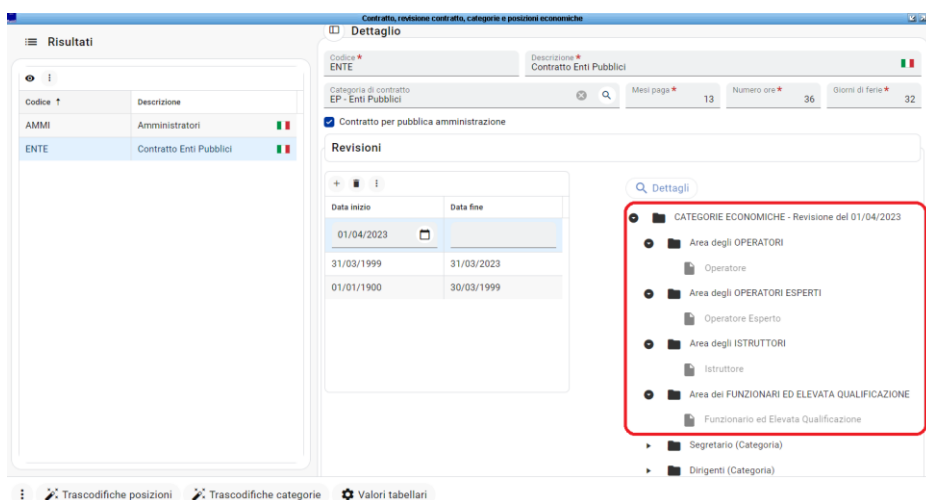 Contratto, revisione contratto, categorie e posizioni economiche
Risultati
Codice ↑ Descrizione
AMMI Amministratori
ENTE Contratto Enti Pubblici
Dettaglio
Codice * Descrizione *
ENTE Contratto Enti Pubblici
Categoria di contratto Mesi paga * Numero ore * Giorni di ferie *
EP - Enti Pubblici 13 36 32
Contratto per pubblica amministrazione
Revisioni
Data inizio Data fine
01/04/2023
31/03/1999 31/03/2023
01/01/1900 30/03/1999
Dettagli
CATEGORIE ECONOMICHE - Revisione del 01/04/2023
Area degli OPERATORI
Operatore
Area degli OPERATORI ESPERTI
Operatore Esperto
Area degli ISTRUTTORI
Istruttore
Area dei FUNZIONARI ED ELEVATA QUALIFICAZIONE
Funzionario ed Elevata Qualificazione
Segretario (Categoria)
Dirigenti (Categoria)
Trascodifiche posizioni Trascodifiche categorie Valori tabellari